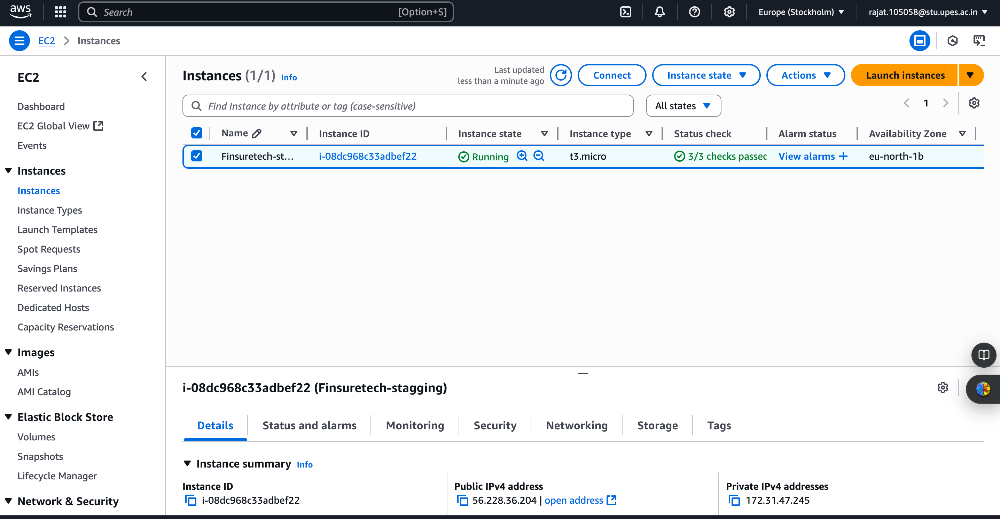 aws
Search [Option+S]
Europe (Stockholm)
rajat.105058@stu.upes.ac.in
EC2 Instances
EC2
Dashboard
EC2 Global View
Events
Instances
Instances
Instance Types
Launch Templates
Spot Requests
Savings Plans
Reserved Instances
Dedicated Hosts
Capacity Reservations
Images
AMIs
AMI Catalog
Elastic Block Store
Volumes
Snapshots
Lifecycle Manager
Network & Security
Instances (1/1) Info
Last updated
less than a minute ago
Connect
Instance state
Actions
Launch instances
Find Instance by attribute or tag (case-sensitive)
All states
1
Name Instance ID Instance state Instance type Status check Alarm status Availability Zone
Finsuretech-st... i-08dc968c33adbef22 Running t3.micro 3/3 checks passed View alarms + eu-north-1b
i-08dc968c33adbef22 (Finsuretech-stagging)
Details Status and alarms Monitoring Security Networking Storage Tags
Instance summary Info
Instance ID
i-08dc968c33adbef22
Public IPv4 address
56.228.36.204 | open address
Private IPv4 addresses
172.31.47.245